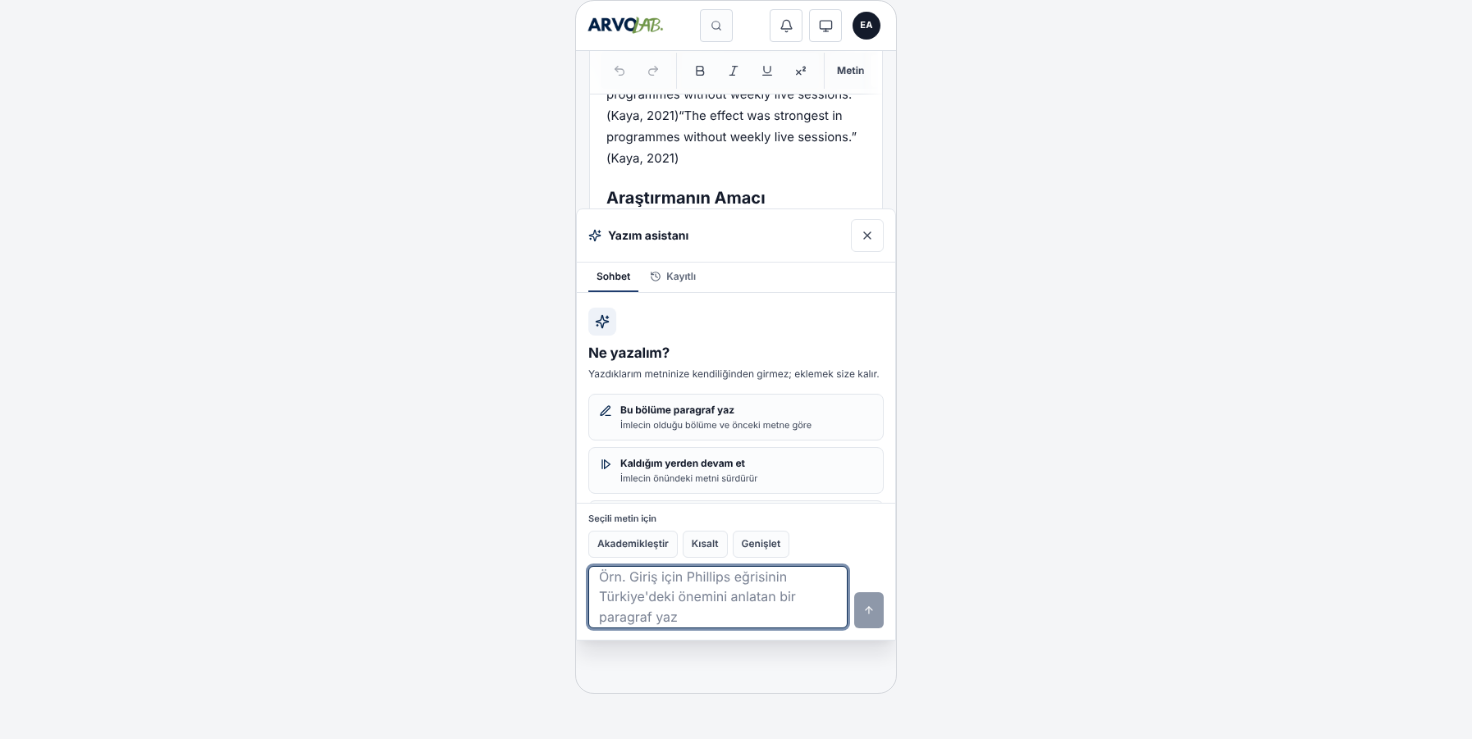 ARVOLAB.
EA
B I U x² Metin
programmes without weekly live sessions.
(Kaya, 2021)“The effect was strongest in
programmes without weekly live sessions.”
(Kaya, 2021)
Araştırmanın Amacı
Yazım asistanı
Sohbet Kayıtlı
Ne yazalım?
Yazdıklarım metninize kendiliğinden girmez; eklemek size kalır.
Bu bölüme paragraf yaz
İmlecin olduğu bölüme ve önceki metne göre
Kaldığım yerden devam et
İmlecin önündeki metni sürdürür
Seçili metin için
Akademikleştir Kısalt Genişlet
Örn. Giriş için Phillips eğrisinin
Türkiye'deki önemini anlatan bir
paragraf yaz